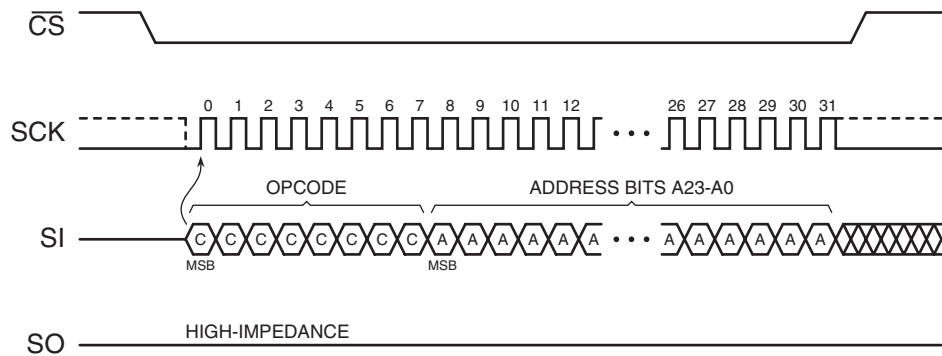 CS
0 1 2 3 4 5 6 7 8 9 10 11 12 26 27 28 29 30 31
SCK
OPCODE ADDRESS BITS A23-A0
SI C C C C C C C C A A A A A A A A A A A A
MSB MSB
HIGH-IMPEDANCE
SO